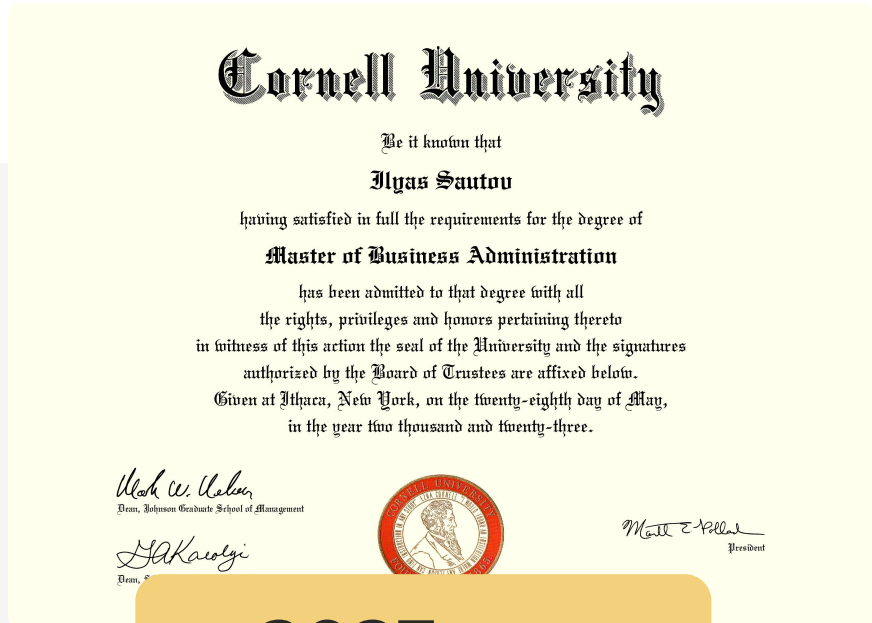 Cornell University
Be it known that
Ilyas Sautov
having satisfied in full the requirements for the degree of
Master of Business Administration
has been admitted to that degree with all
the rights, privileges and honors pertaining thereto
in witness of this action the seal of the University and the signatures
authorized by the Board of Trustees are affixed below.
Given at Ithaca, New York, on the twenty-eighth day of May,
in the year two thousand and twenty-three.
Dean, Johnson Graduate School of Management
President
Dean,
CORNELL UNIVERSITY